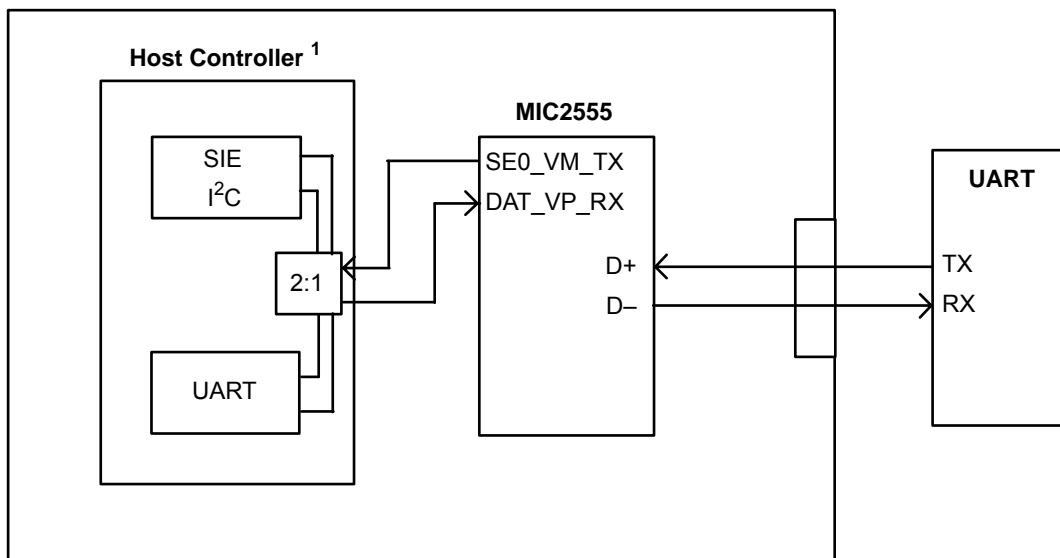 Host Controller 1
SIE
I2C
2:1
UART
MIC2555
SE0_VM_TX
DAT_VP_RX
D+
D–
UART
TX
RX